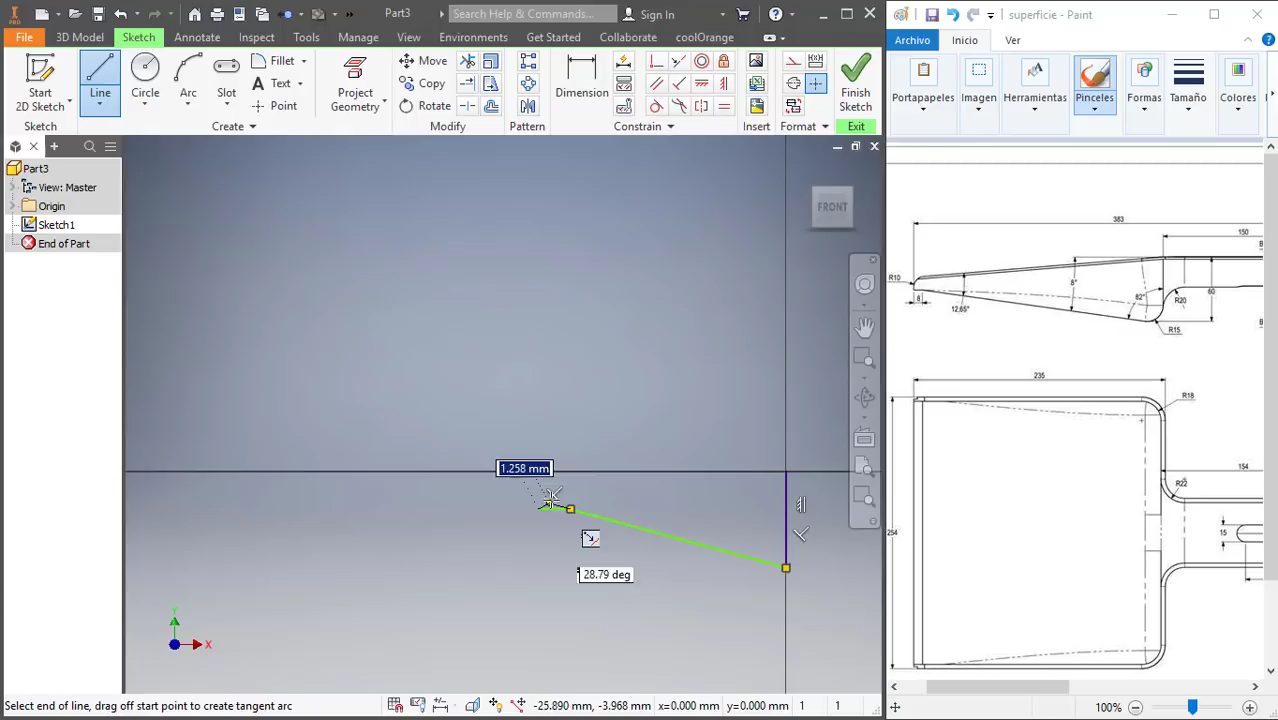 Part3
Search Help & Commands...
Sign In
superficie - Paint
File 3D Model Sketch Annotate Inspect Tools Manage View Environments Get Started Collaborate coolOrange
Archivo Inicio Ver
Start
2D Sketch
Line
Circle
Arc
Slot
Fillet
Text
Point
Project
Geometry
Move
Copy
Rotate
Dimension
Finish
Sketch
Sketch
Create
Modify
Pattern
Constrain
Insert
Format
Exit
Portapapeles
Imagen
Herramientas
Pinceles
Formas
Tamaño
Colores
Part3
View: Master
Origin
Sketch1
End of Part
FRONT
1.258 mm
28.79 deg
Y
X
383
150
R10
8
12,65°
8°
82°
R20
60
R15
235
R18
154
R22
254
15
Select end of line, drag off start point to create tangent arc
-25.890 mm, -3.968 mm
x=0.000 mm
y=0.000 mm
1
1
100%